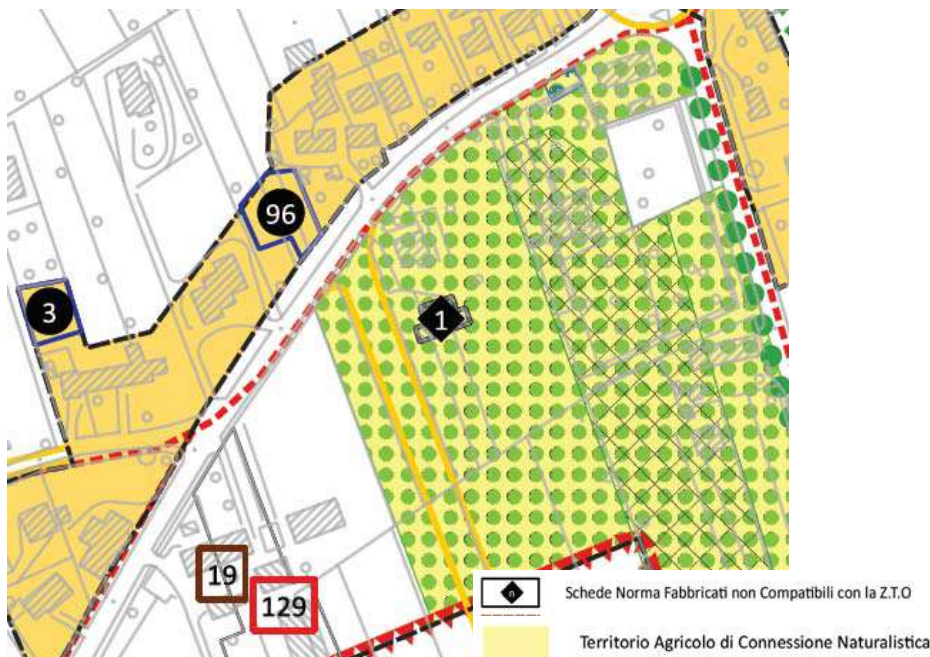 96
3
1
19
129
n Schede Norma Fabbricati non Compatibili con la Z.T.O
Territorio Agricolo di Connessione Naturalistica